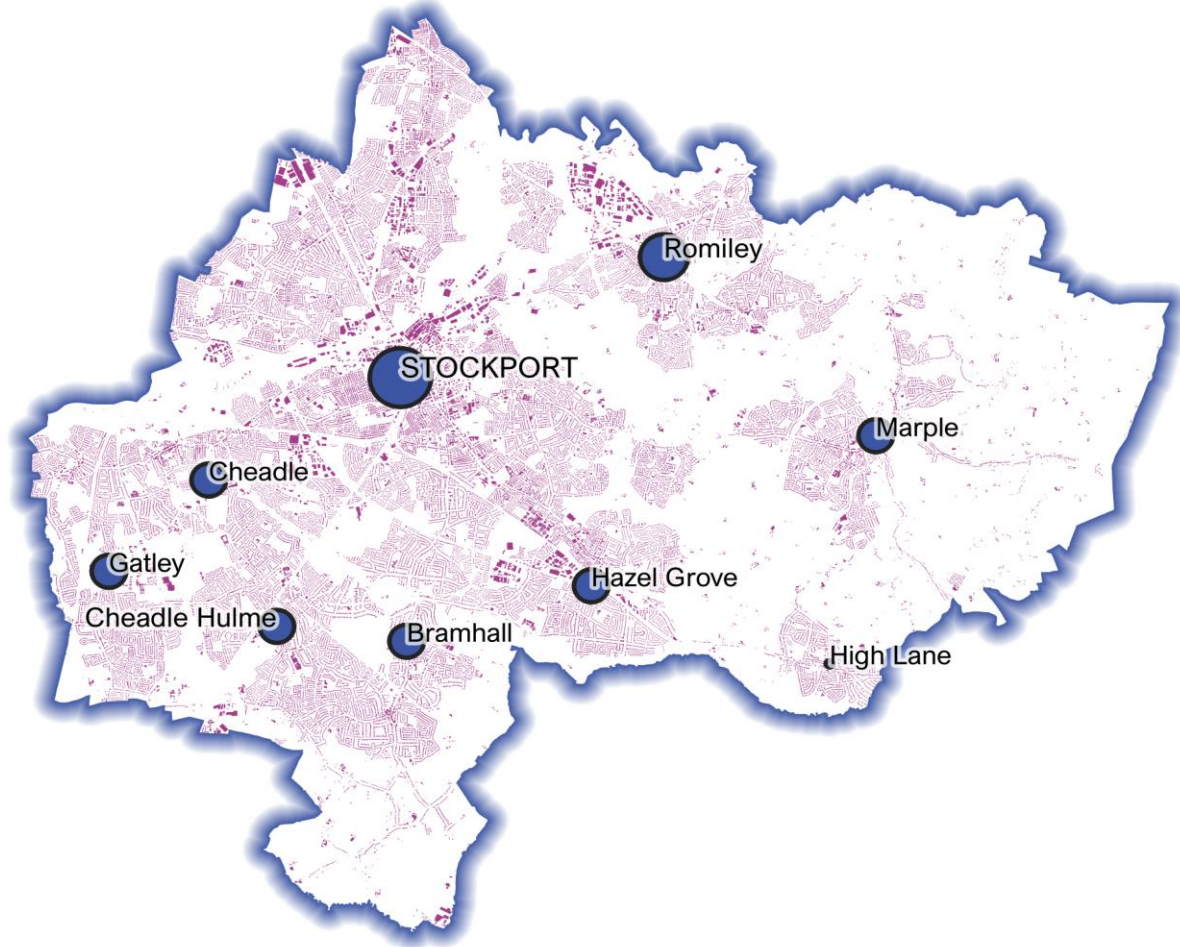 Romiley
STOCKPORT
Marple
Cheadle
Gatley
Hazel Grove
Cheadle Hulme
Bramhall
High Lane